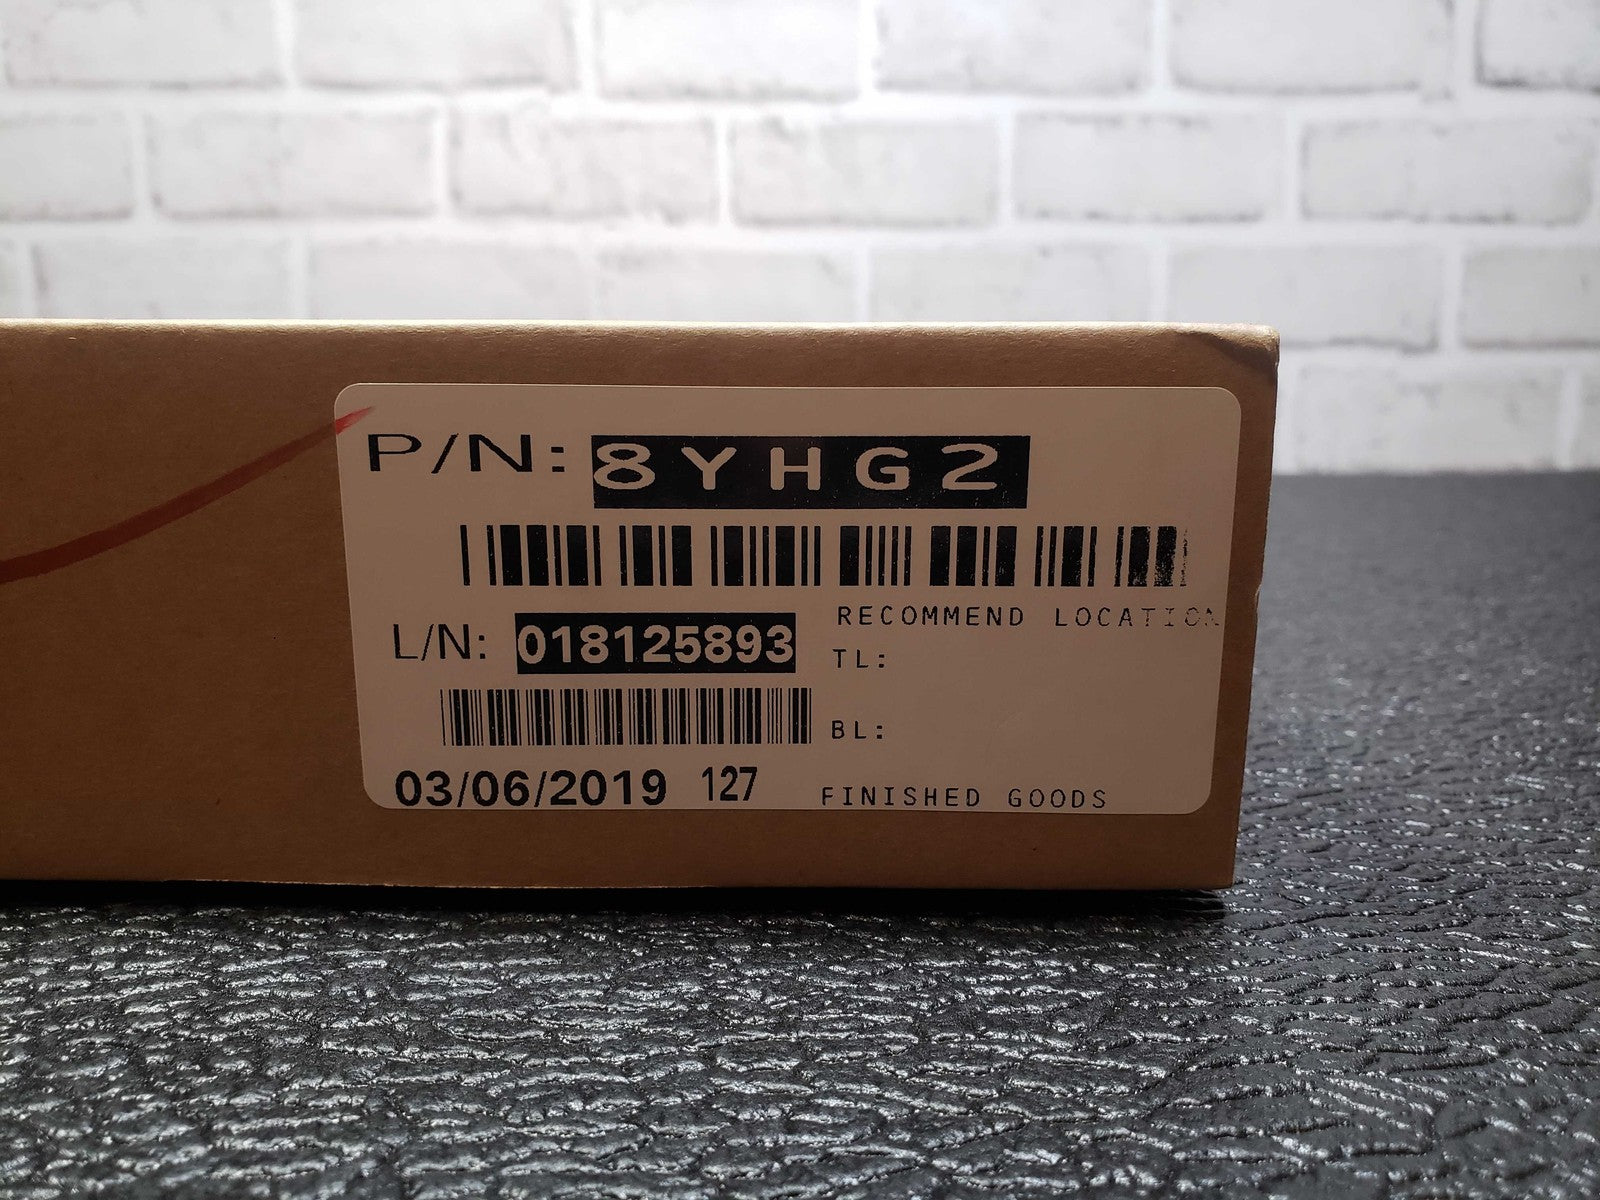 P/N: 8YHG2
RECOMMEND LOCATION
L/N: 018125893
TL:
BL:
03/06/2019 127
FINISHED GOODS